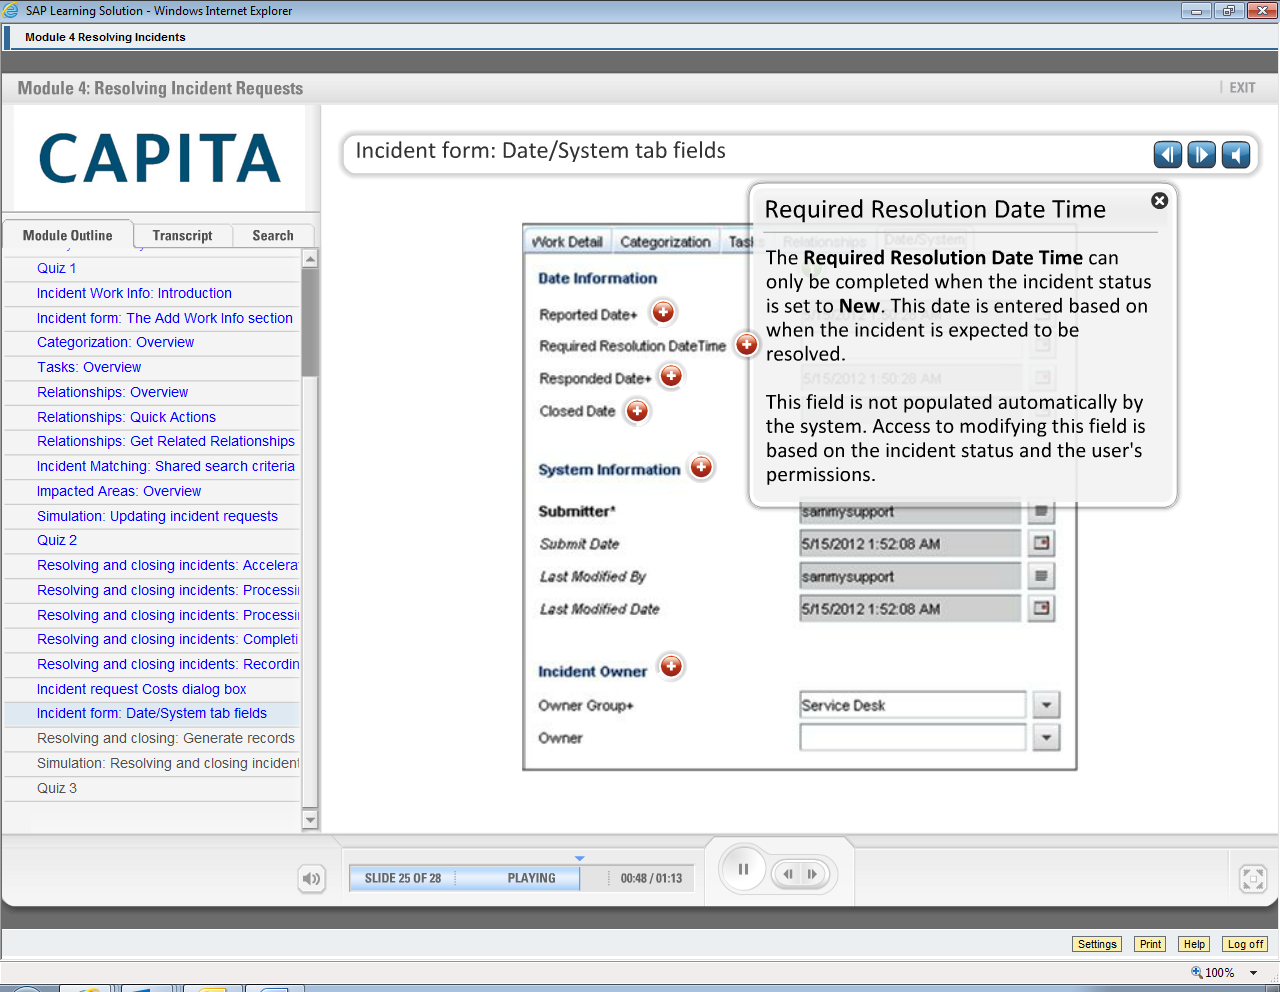 SAP Learning Solution - Windows Internet Explorer
Module 4 Resolving Incidents
Module 4: Resolving Incident Requests
EXIT
CAPITA
Incident form: Date/System tab fields
Module Outline
Transcript
Search
Quiz 1
Incident Work Info: Introduction
Incident form: The Add Work Info section
Categorization: Overview
Tasks: Overview
Relationships: Overview
Relationships: Quick Actions
Relationships: Get Related Relationships
Incident Matching: Shared search criteria
Impacted Areas: Overview
Simulation: Updating incident requests
Quiz 2
Resolving and closing incidents: Accelera
Resolving and closing incidents: Processi
Resolving and closing incidents: Processi
Resolving and closing incidents: Completi
Resolving and closing incidents: Recordin
Incident request Costs dialog box
Incident form: Date/System tab fields
Resolving and closing: Generate records
Simulation: Resolving and closing incident
Quiz 3
Work Detail
Categorization
Tasks
Relationships
Date/System
Date Information
Reported Date+
Required Resolution DateTime
Responded Date+
5/15/2012 1:50:28 AM
Closed Date
System Information
Submitter*
sammysupport
Submit Date
5/15/2012 1:52:08 AM
Last Modified By
sammysupport
Last Modified Date
5/15/2012 1:52:08 AM
Incident Owner
Owner Group+
Service Desk
Owner
Required Resolution Date Time
The Required Resolution Date Time can
only be completed when the incident status
is set to New. This date is entered based on
when the incident is expected to be
resolved.
This field is not populated automatically by
the system. Access to modifying this field is
based on the incident status and the user's
permissions.
SLIDE 25 OF 28
PLAYING
00:48 / 01:13
Settings
Print
Help
Log off
100%